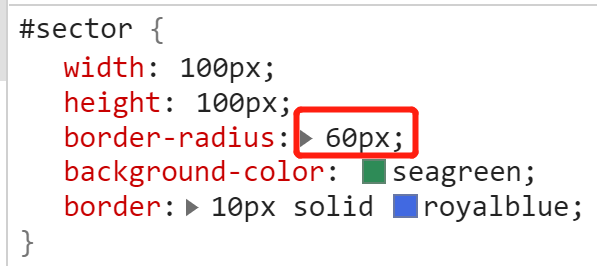 #sector {
width: 100px;
height: 100px;
border-radius: 60px;
background-color: seagreen;
border: 10px solid royalblue;
}